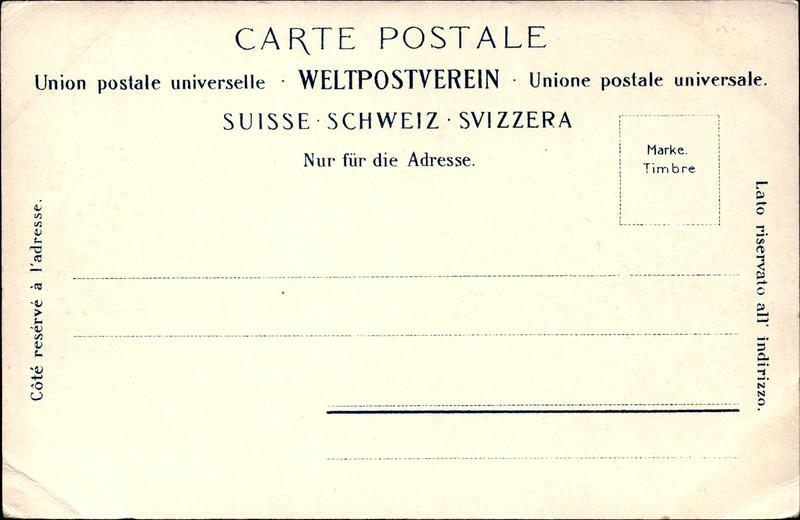 CARTE POSTALE
Union postale universelle · WELTPOSTVEREIN · Unione postale universale.
SUISSE · SCHWEIZ · SVIZZERA
Nur für die Adresse.
Marke.
Timbre
Côté resérvé à l'adresse.
Lato riservato all' indirizzo.